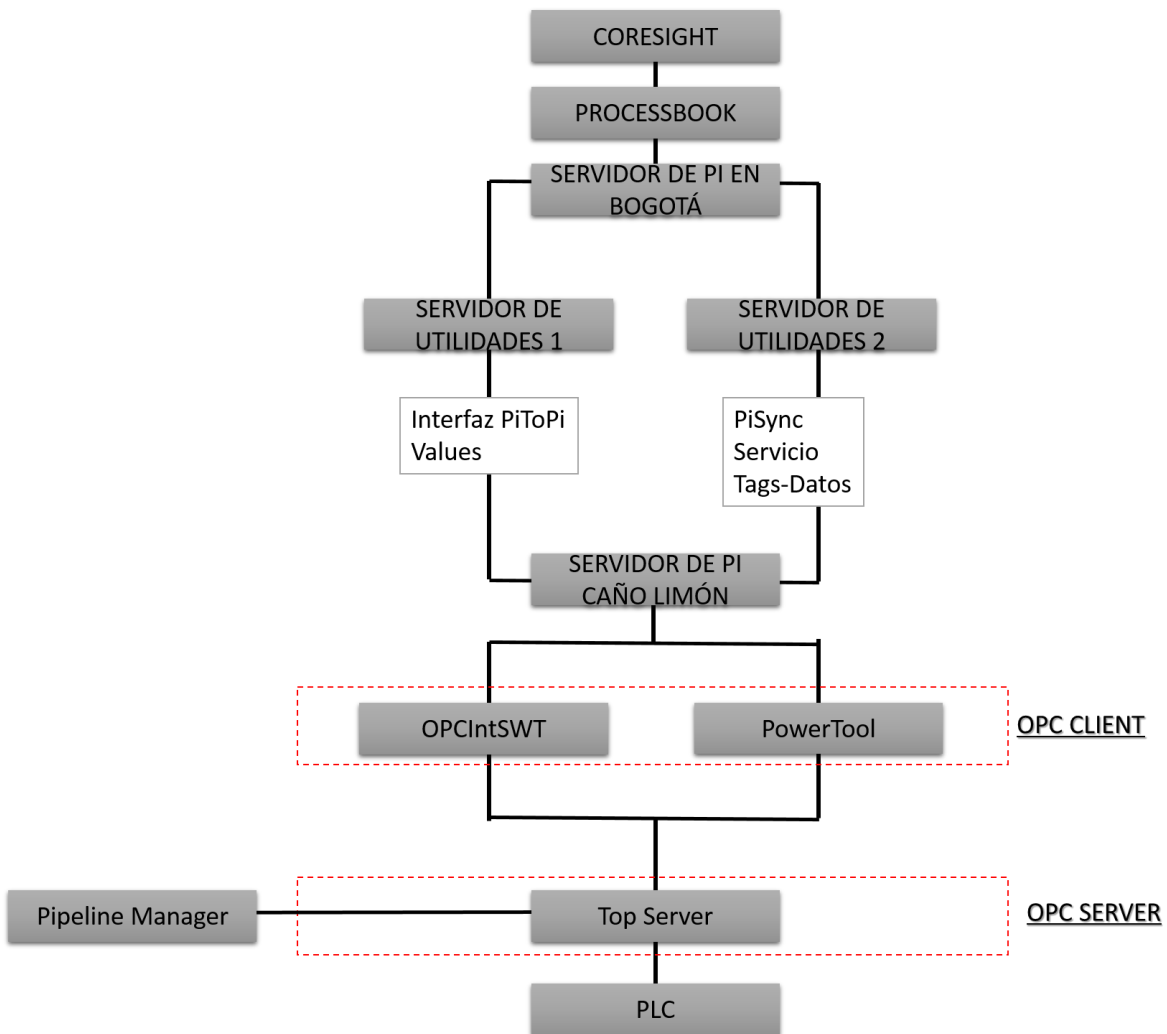 CORESIGHT
PROCESSBOOK
SERVIDOR DE PI EN
BOGOTÁ
SERVIDOR DE
UTILIDADES 1
SERVIDOR DE
UTILIDADES 2
Interfaz PiToPi
Values
PiSync
Servicio
Tags-Datos
SERVIDOR DE PI
CAÑO LIMÓN
OPCIntSWT
PowerTool
OPC CLIENT
Pipeline Manager
Top Server
OPC SERVER
PLC